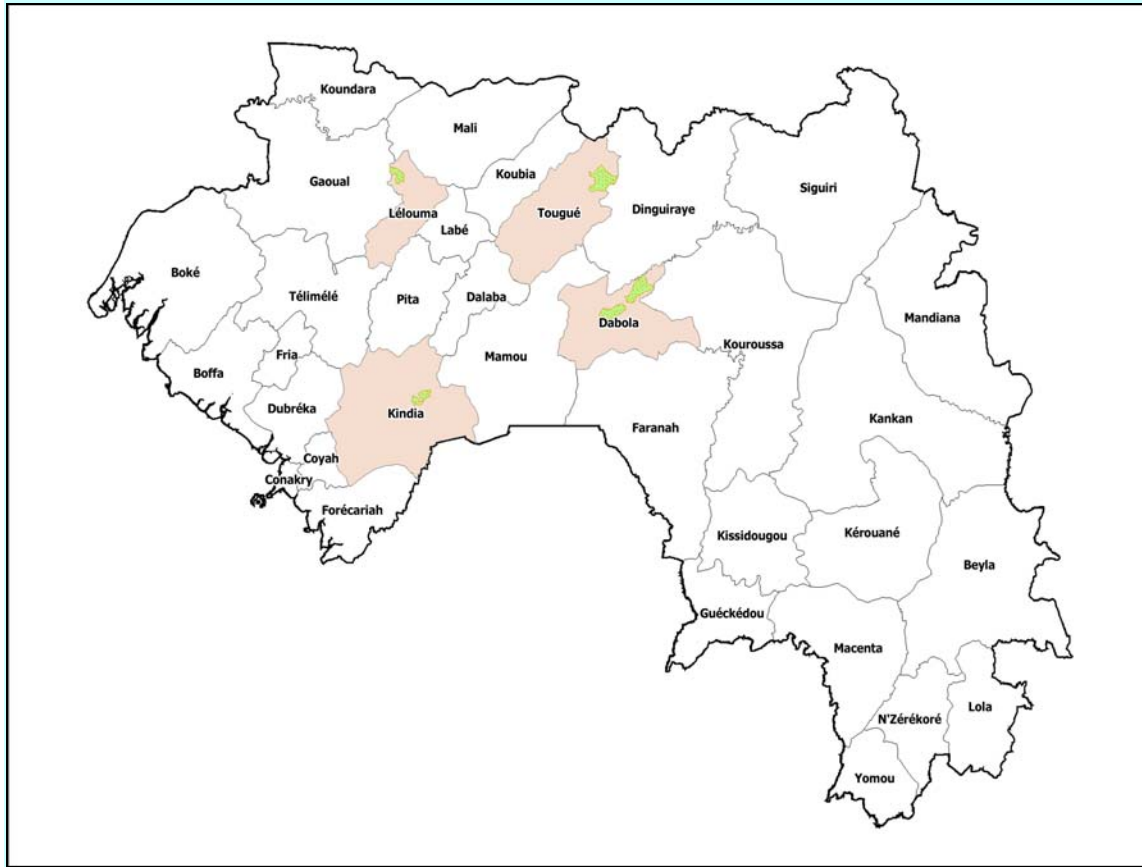 Koundara
Mali
Koubia
Gaoual
Siguiri
Lélouma
Tougué
Dinguiraye
Labé
Boké
Télimélé
Pita
Dalaba
Mandiana
Dabola
Kouroussa
Fria
Mamou
Boffa
Dubréka
Kindia
Kankan
Faranah
Coyah
Conakry
Forécariah
Kissidougou
Kérouané
Beyla
Guéckédou
Macenta
Lola
N'Zérékoré
Yomou